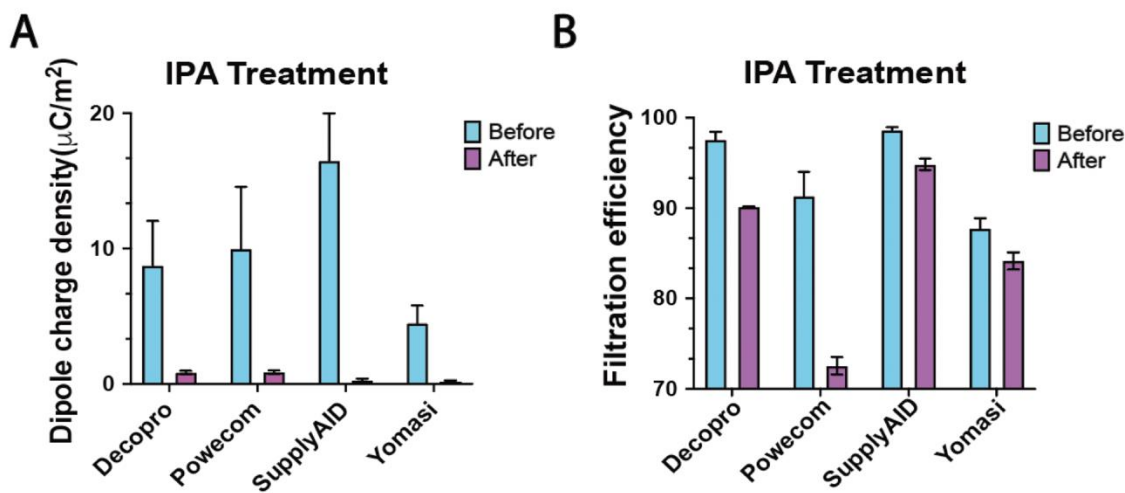 A
IPA Treatment
Dipole charge density(μC/m²)
20
10
0
Before
After
Decopro
Powecom
SupplyAID
Yomasi
B
IPA Treatment
Filtration efficiency
100
90
80
70
Before
After
Decopro
Powecom
SupplyAID
Yomasi